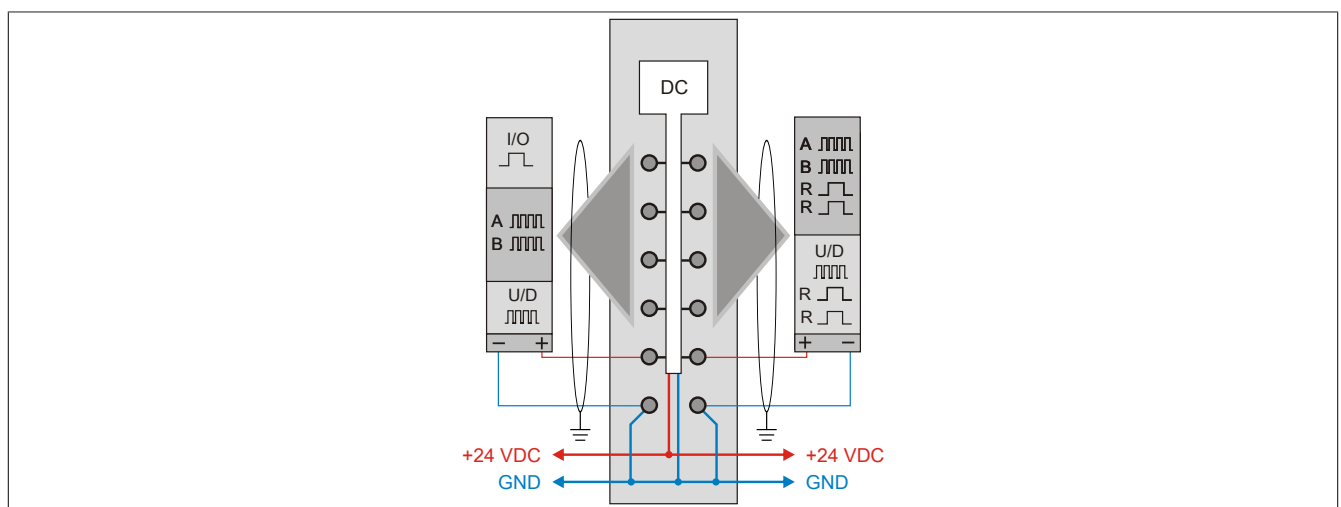 DC
I/O
A
B
U/D
− +
A
B
R
R
U/D
R
R
+ −
+24 VDC
+24 VDC
GND
GND